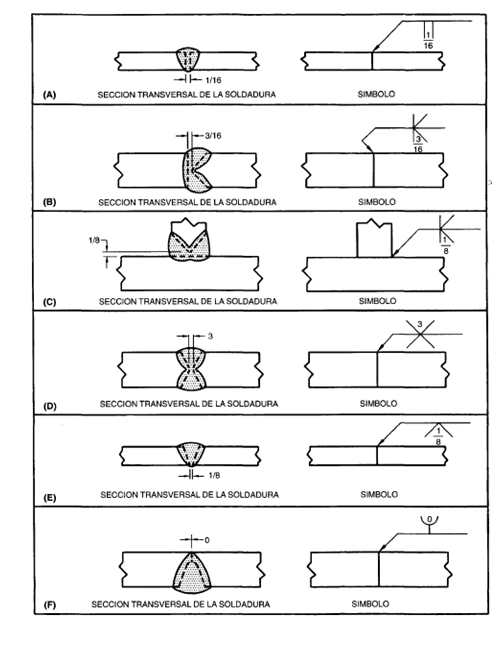 1
16
1/16
(A)
SECCION TRANSVERSAL DE LA SOLDADURA
SIMBOLO
3/16
3
16
(B)
SECCION TRANSVERSAL DE LA SOLDADURA
SIMBOLO
1/8
1
8
(C)
SECCION TRANSVERSAL DE LA SOLDADURA
SIMBOLO
3
3
(D)
SECCION TRANSVERSAL DE LA SOLDADURA
SIMBOLO
1
8
1/8
(E)
SECCION TRANSVERSAL DE LA SOLDADURA
SIMBOLO
0
0
(F)
SECCION TRANSVERSAL DE LA SOLDADURA
SIMBOLO